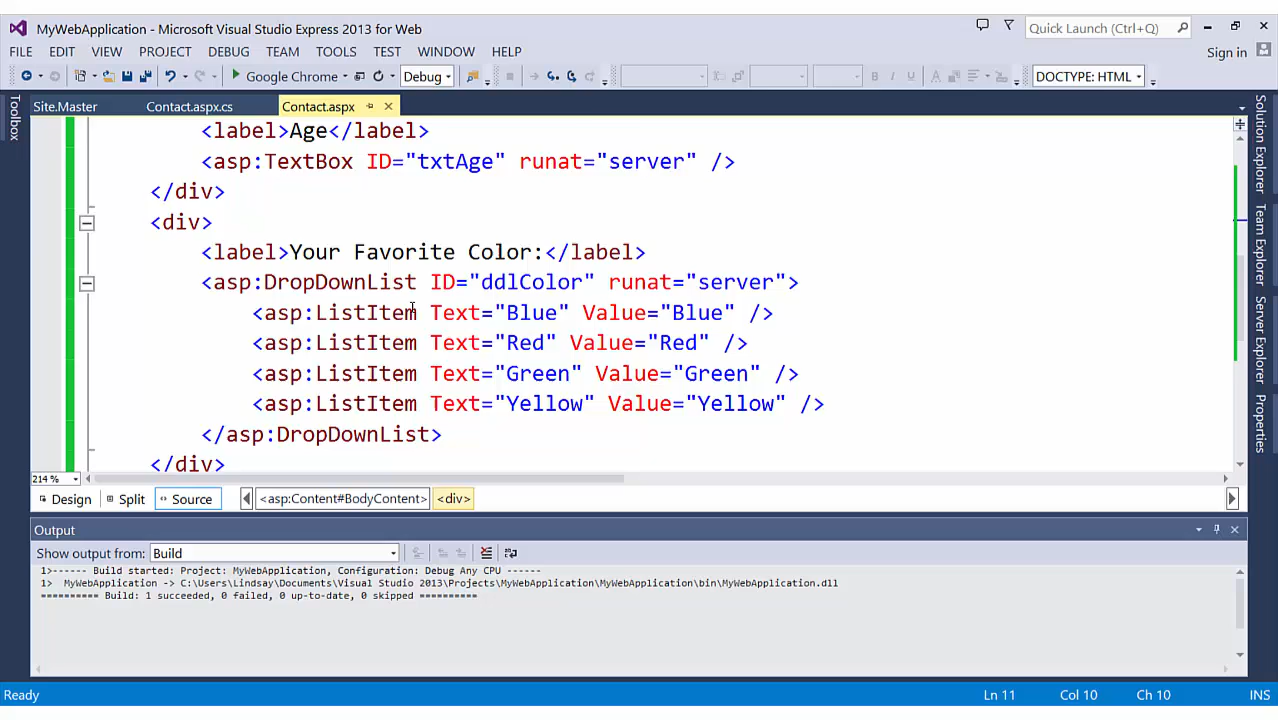 MyWebApplication - Microsoft Visual Studio Express 2013 for Web
Quick Launch (Ctrl+Q)
FILE EDIT VIEW PROJECT DEBUG TEAM TOOLS TEST WINDOW HELP
Sign in
Google Chrome Debug DOCTYPE: HTML
Site.Master Contact.aspx.cs Contact.aspx
Toolbox
<label>Age</label>
<asp:TextBox ID="txtAge" runat="server" />
</div>
<div>
<label>Your Favorite Color:</label>
<asp:DropDownList ID="ddlColor" runat="server">
<asp:ListItem Text="Blue" Value="Blue" />
<asp:ListItem Text="Red" Value="Red" />
<asp:ListItem Text="Green" Value="Green" />
<asp:ListItem Text="Yellow" Value="Yellow" />
</asp:DropDownList>
</div>
Solution Explorer
Team Explorer
Server Explorer
Properties
214 %
Design Split Source <asp:Content#BodyContent> <div>
Output
Show output from: Build
1>------ Build started: Project: MyWebApplication, Configuration: Debug Any CPU ------
1>  MyWebApplication -> C:\Users\Lindsay\Documents\Visual Studio 2013\Projects\MyWebApplication\MyWebApplication\bin\MyWebApplication.dll
========== Build: 1 succeeded, 0 failed, 0 up-to-date, 0 skipped ==========
Ready Ln 11 Col 10 Ch 10 INS